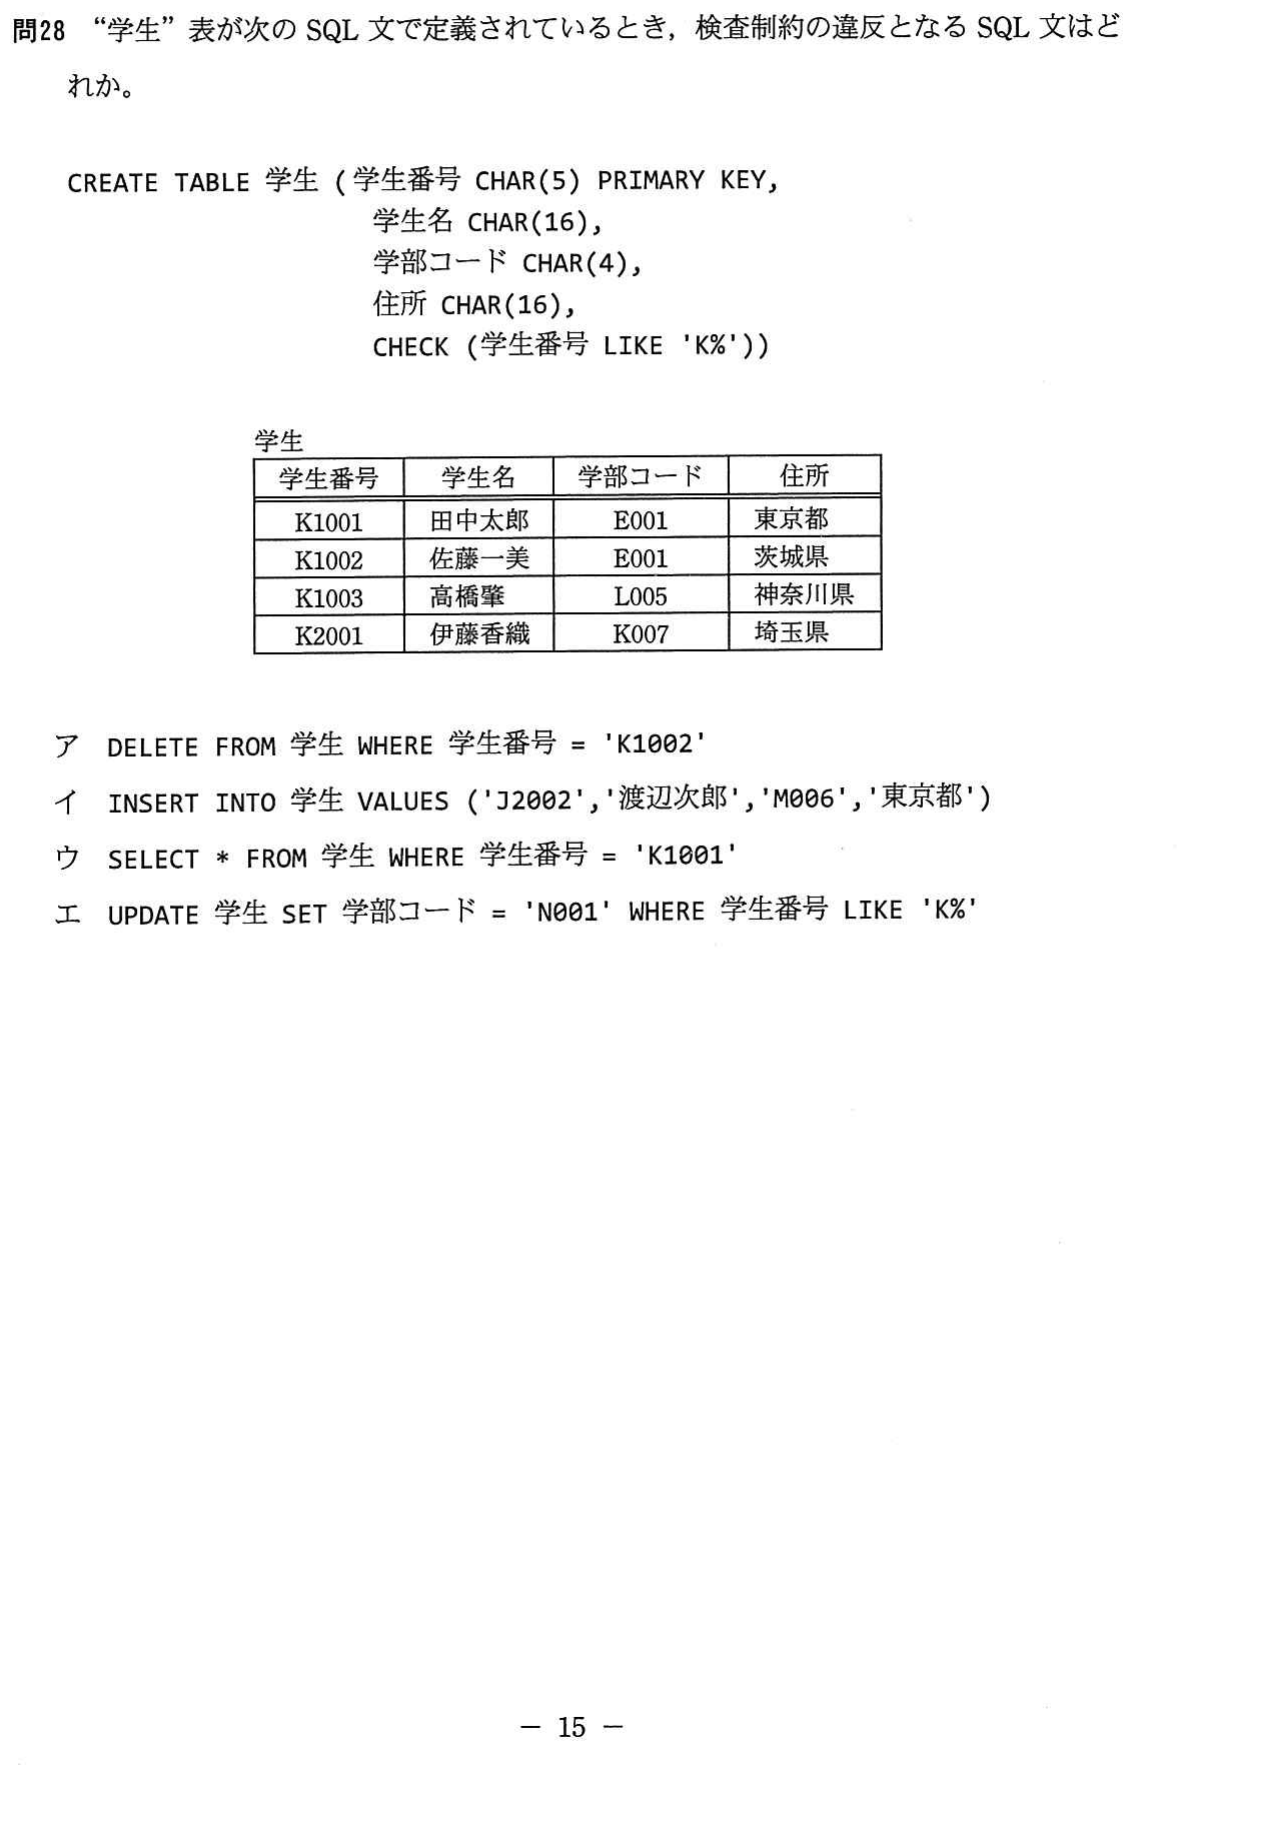 問28 “学生”表が次の SQL 文で定義されているとき，検査制約の違反となる SQL 文はど
れか。
CREATE TABLE 学生 (学生番号 CHAR(5) PRIMARY KEY,
学生名 CHAR(16),
学部コード CHAR(4),
住所 CHAR(16),
CHECK (学生番号 LIKE 'K%'))
学生
学生番号 学生名 学部コード 住所
K1001 田中太郎 E001 東京都
K1002 佐藤一美 E001 茨城県
K1003 高橋肇 L005 神奈川県
K2001 伊藤香織 K007 埼玉県
ア DELETE FROM 学生 WHERE 学生番号 = 'K1002'
イ INSERT INTO 学生 VALUES ('J2002','渡辺次郎','M006','東京都')
ウ SELECT * FROM 学生 WHERE 学生番号 = 'K1001'
エ UPDATE 学生 SET 学部コード = 'N001' WHERE 学生番号 LIKE 'K%'
－ 15 －